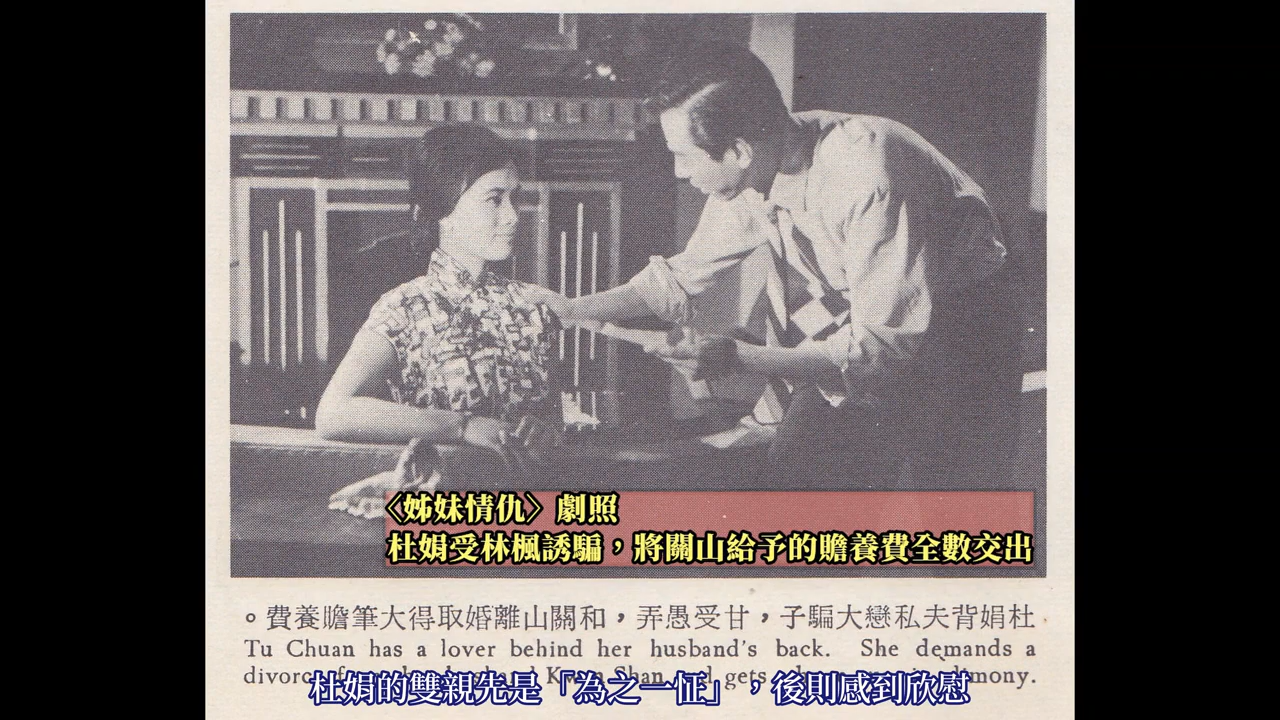 〈姊妹情仇〉劇照
杜娟受林楓誘騙，將關山給予的贍養費全數交出
杜娟背夫私戀大騙子，甘受愚弄，和關山離婚取得大筆贍養費。
Tu Chuan has a lover behind her husband's back. She demands a
divorce Shan gets alimony.
杜娟的雙親先是「為之一怔」，後則感到欣慰